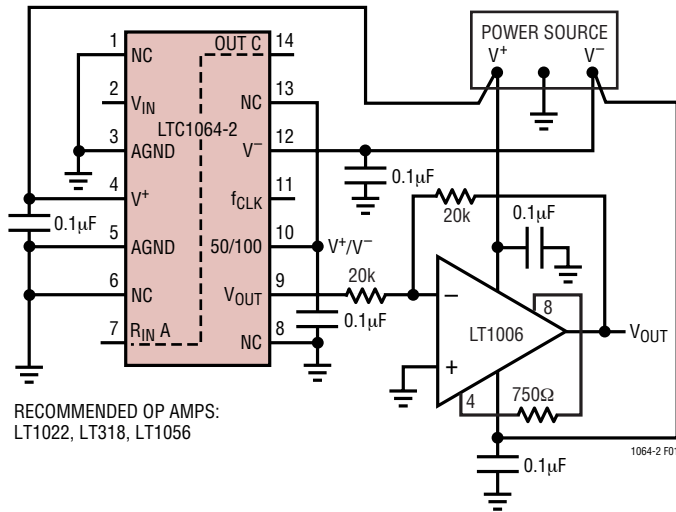 POWER SOURCE
V+ V–
1 NC
2 VIN
3 AGND
4 V+
5 AGND
6 NC
7 RIN A
LTC1064-2
OUT C 14
NC 13
V– 12
fCLK 11
50/100 10
VOUT 9
NC 8
0.1µF
V+/V–
0.1µF
0.1µF
20k
20k
0.1µF
–
+
LT1006
8
4
750Ω
VOUT
0.1µF
RECOMMENDED OP AMPS:
LT1022, LT318, LT1056
1064-2 F01